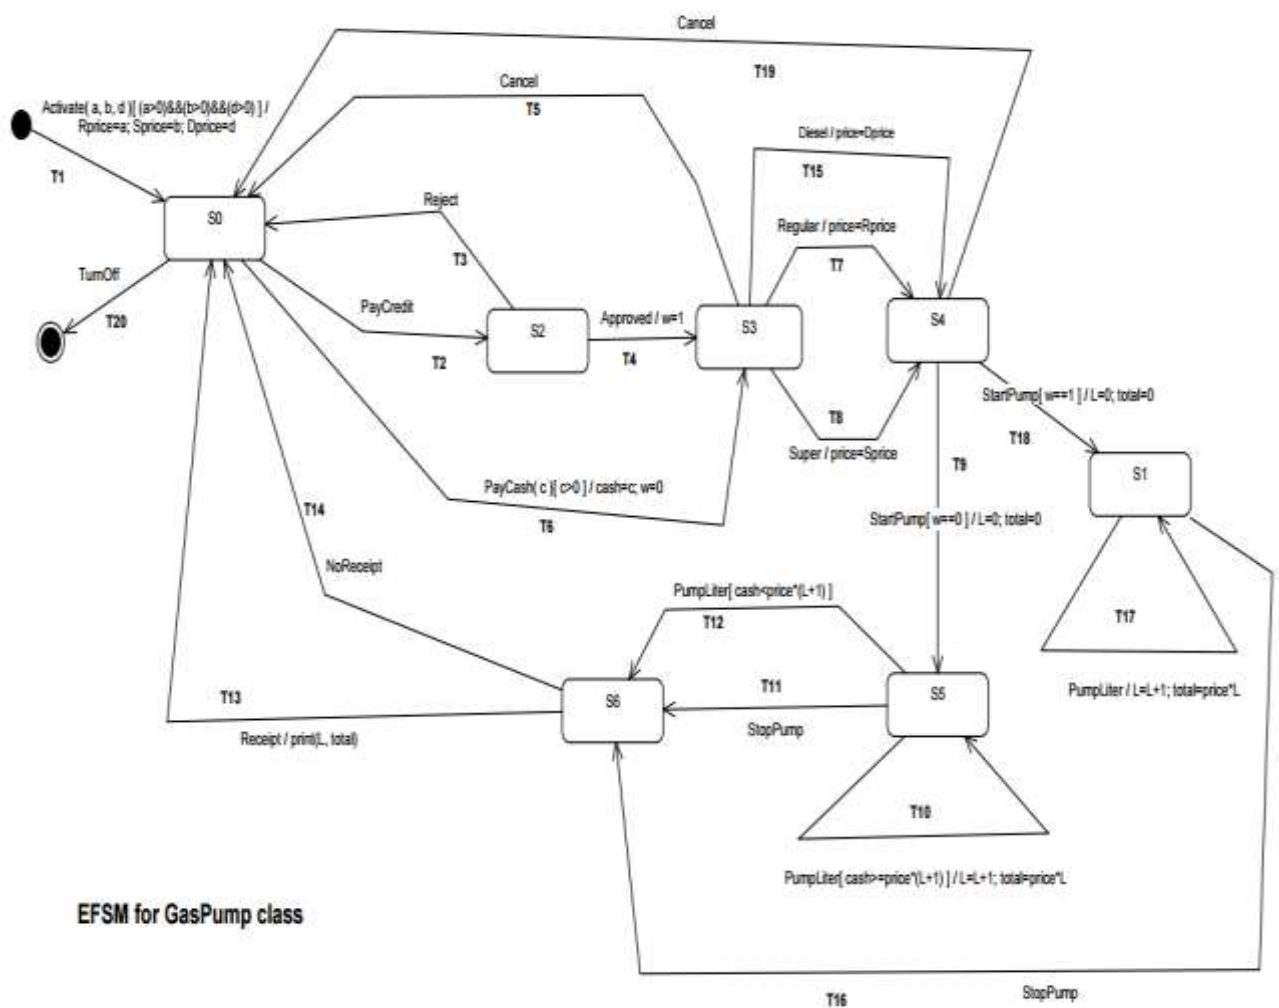 Cancel
T19
Cancel
T5
Activate( a, b, d )[ (a>0)&&(b>0)&&(d>0) ] /
Rprice=a; Sprice=b; Dprice=d
T1
Diesel / price=Dprice
T15
S0
Reject
T3
Regular / price=Rprice
T7
TurnOff
T20
PayCredit
T2
S2
Approved / w=1
T4
S3
S4
StartPump[ w==1 ] / L=0; total=0
T18
T8
Super / price=Sprice
T9
S1
PayCash( c )[ c>0 ] / cash=c; w=0
T6
T14
StartPump[ w==0 ] / L=0; total=0
NoReceipt
PumpLiter[ cash<price*(L+1) ]
T12
T17
PumpLiter / L=L+1; total=price*L
T13
S6
T11
S5
StopPump
Receipt / print(L, total)
T10
PumpLiter[ cash>=price*(L+1) ] / L=L+1; total=price*L
EFSM for GasPump class
StopPump
T16